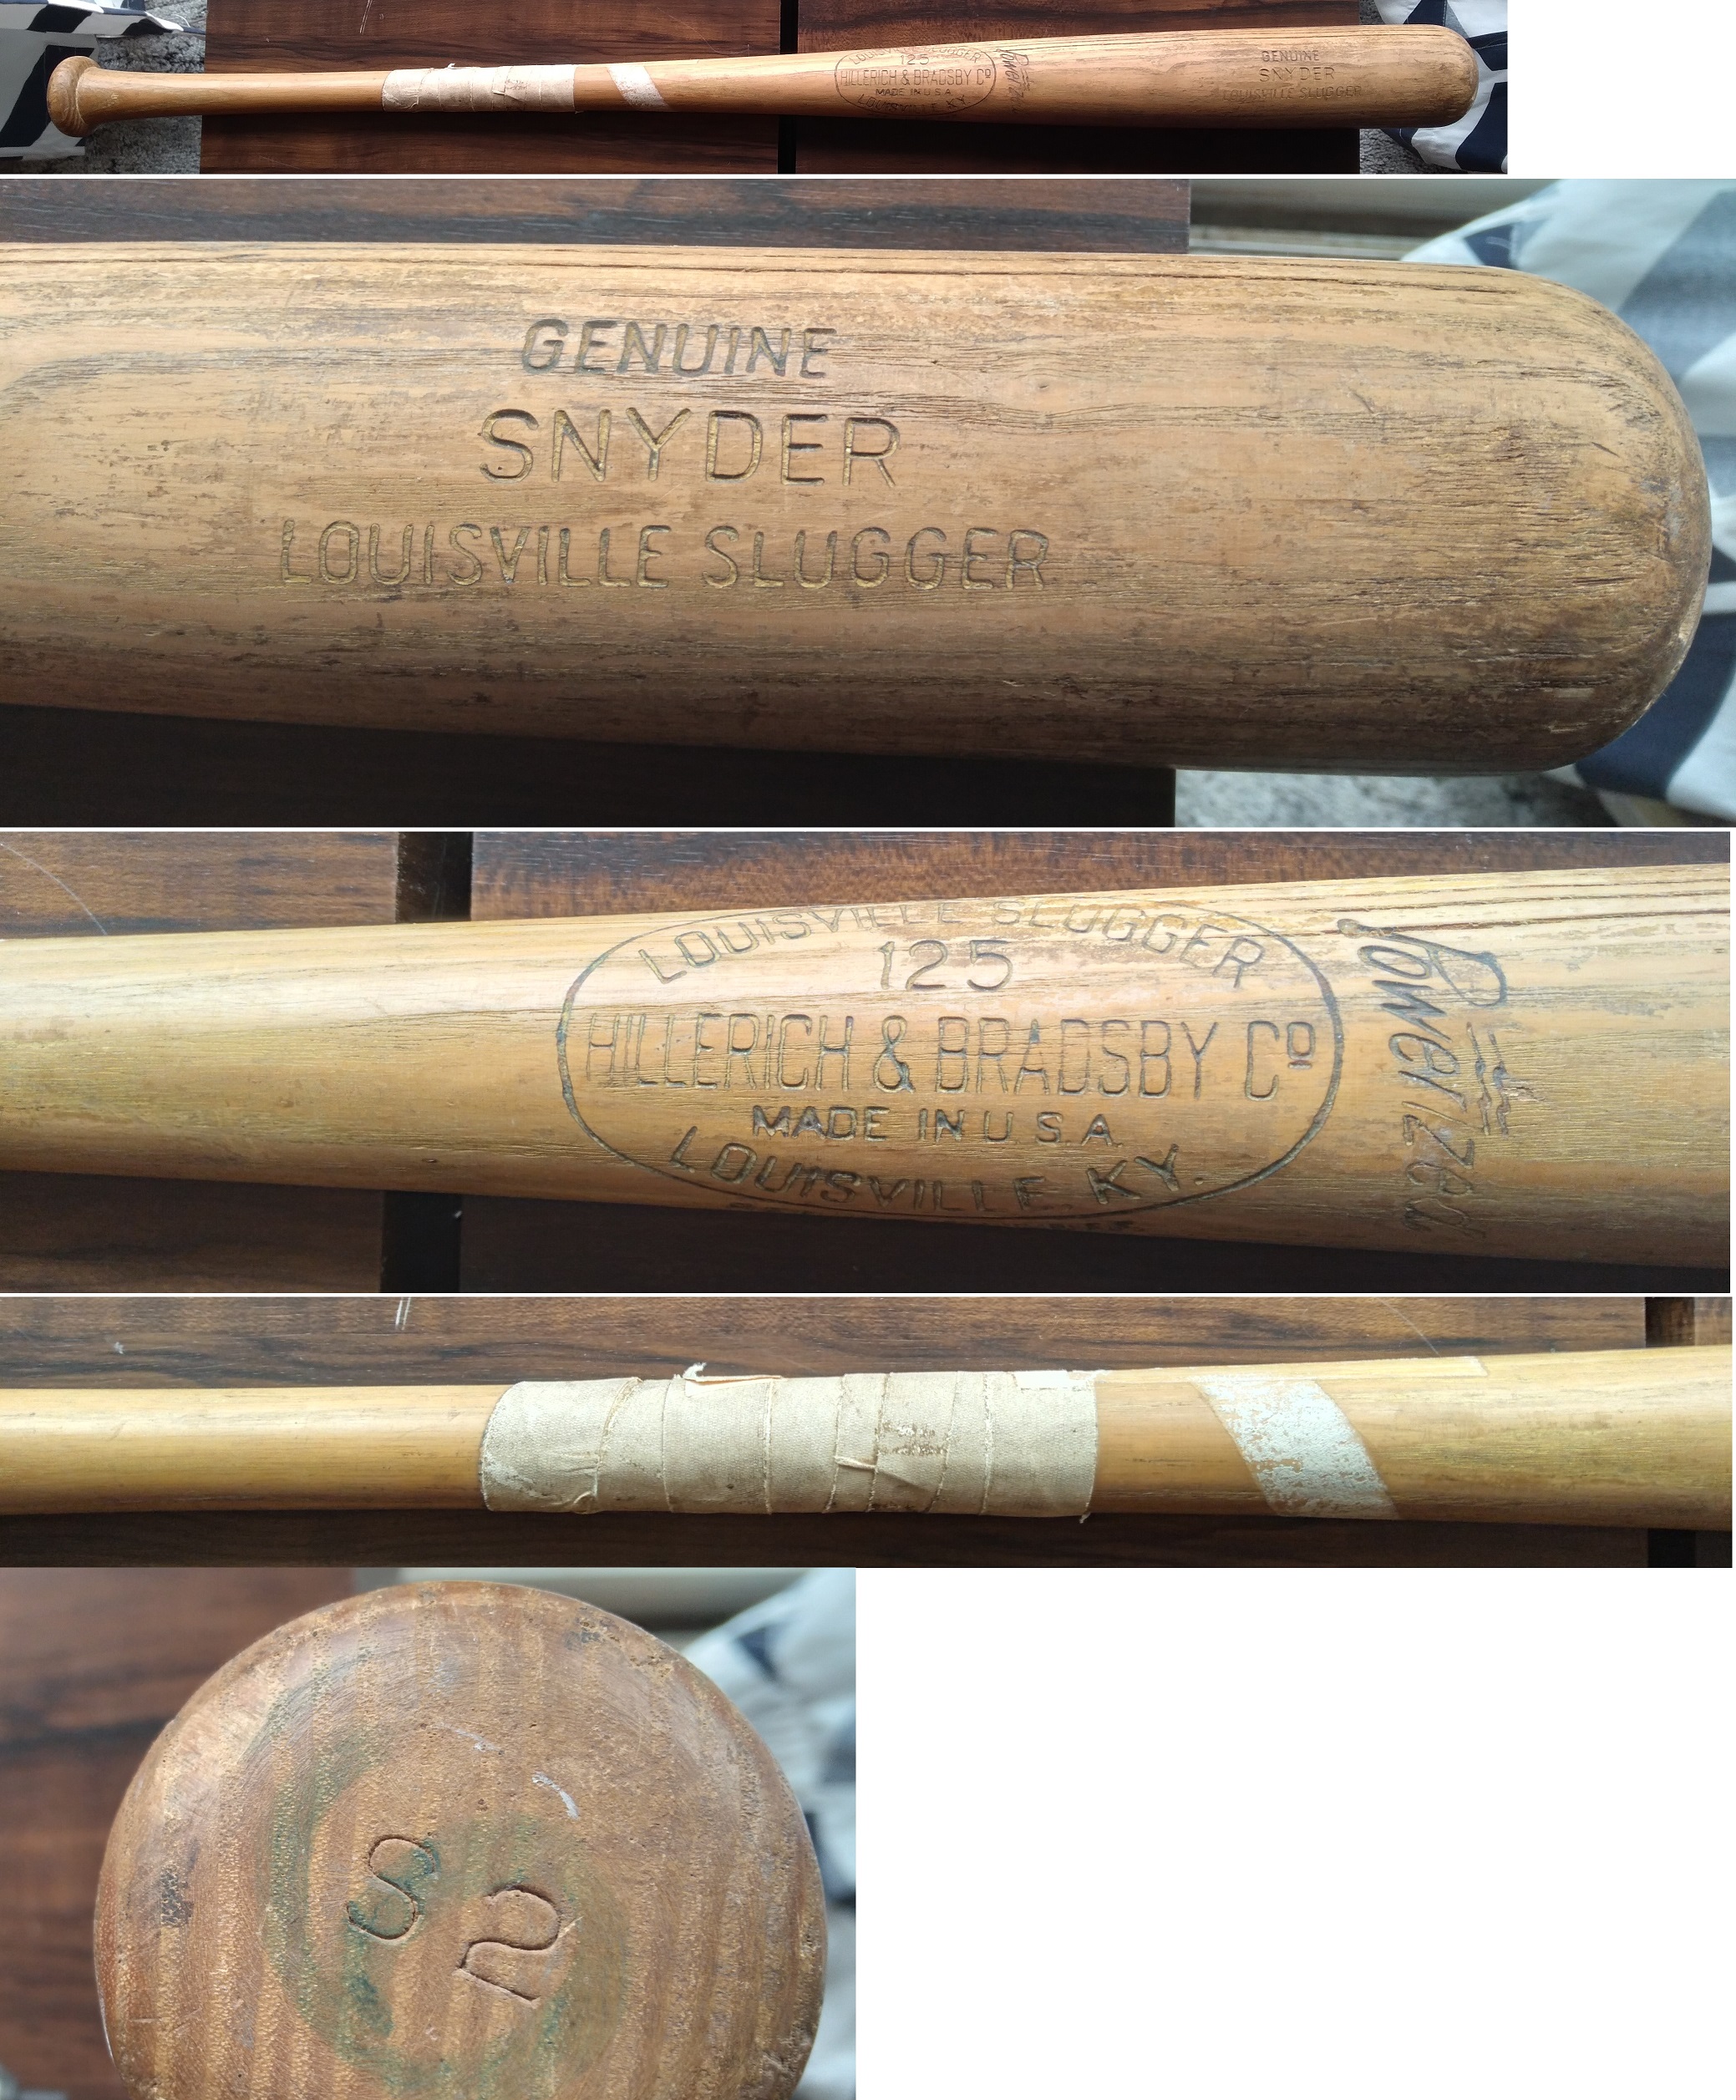 LOUISVILLE SLUGGER
125
HILLERICH & BRADSBY Cº
MADE IN U.S.A.
LOUISVILLE KY.
Powerized
GENUINE
SNYDER
LOUISVILLE SLUGGER
GENUINE
SNYDER
LOUISVILLE SLUGGER
LOUISVILLE SLUGGER
125
HILLERICH & BRADSBY Cº
MADE IN U.S.A.
LOUISVILLE KY.
Powerized
S2